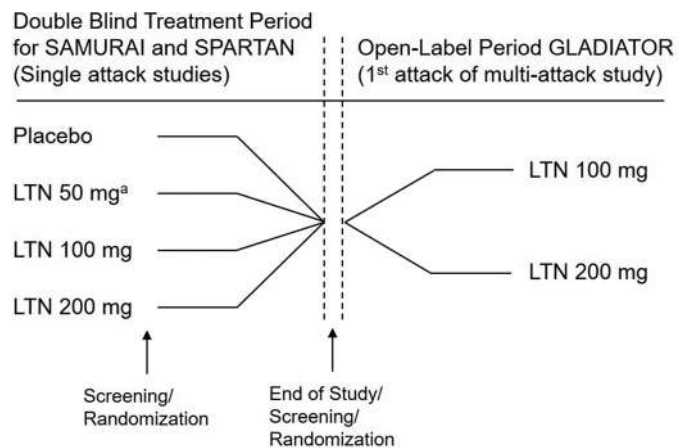 Double Blind Treatment Period
for SAMURAI and SPARTAN
(Single attack studies)
Open-Label Period GLADIATOR
(1st attack of multi-attack study)
Placebo
LTN 50 mgª
LTN 100 mg
LTN 200 mg
LTN 100 mg
LTN 200 mg
Screening/
Randomization
End of Study/
Screening/
Randomization